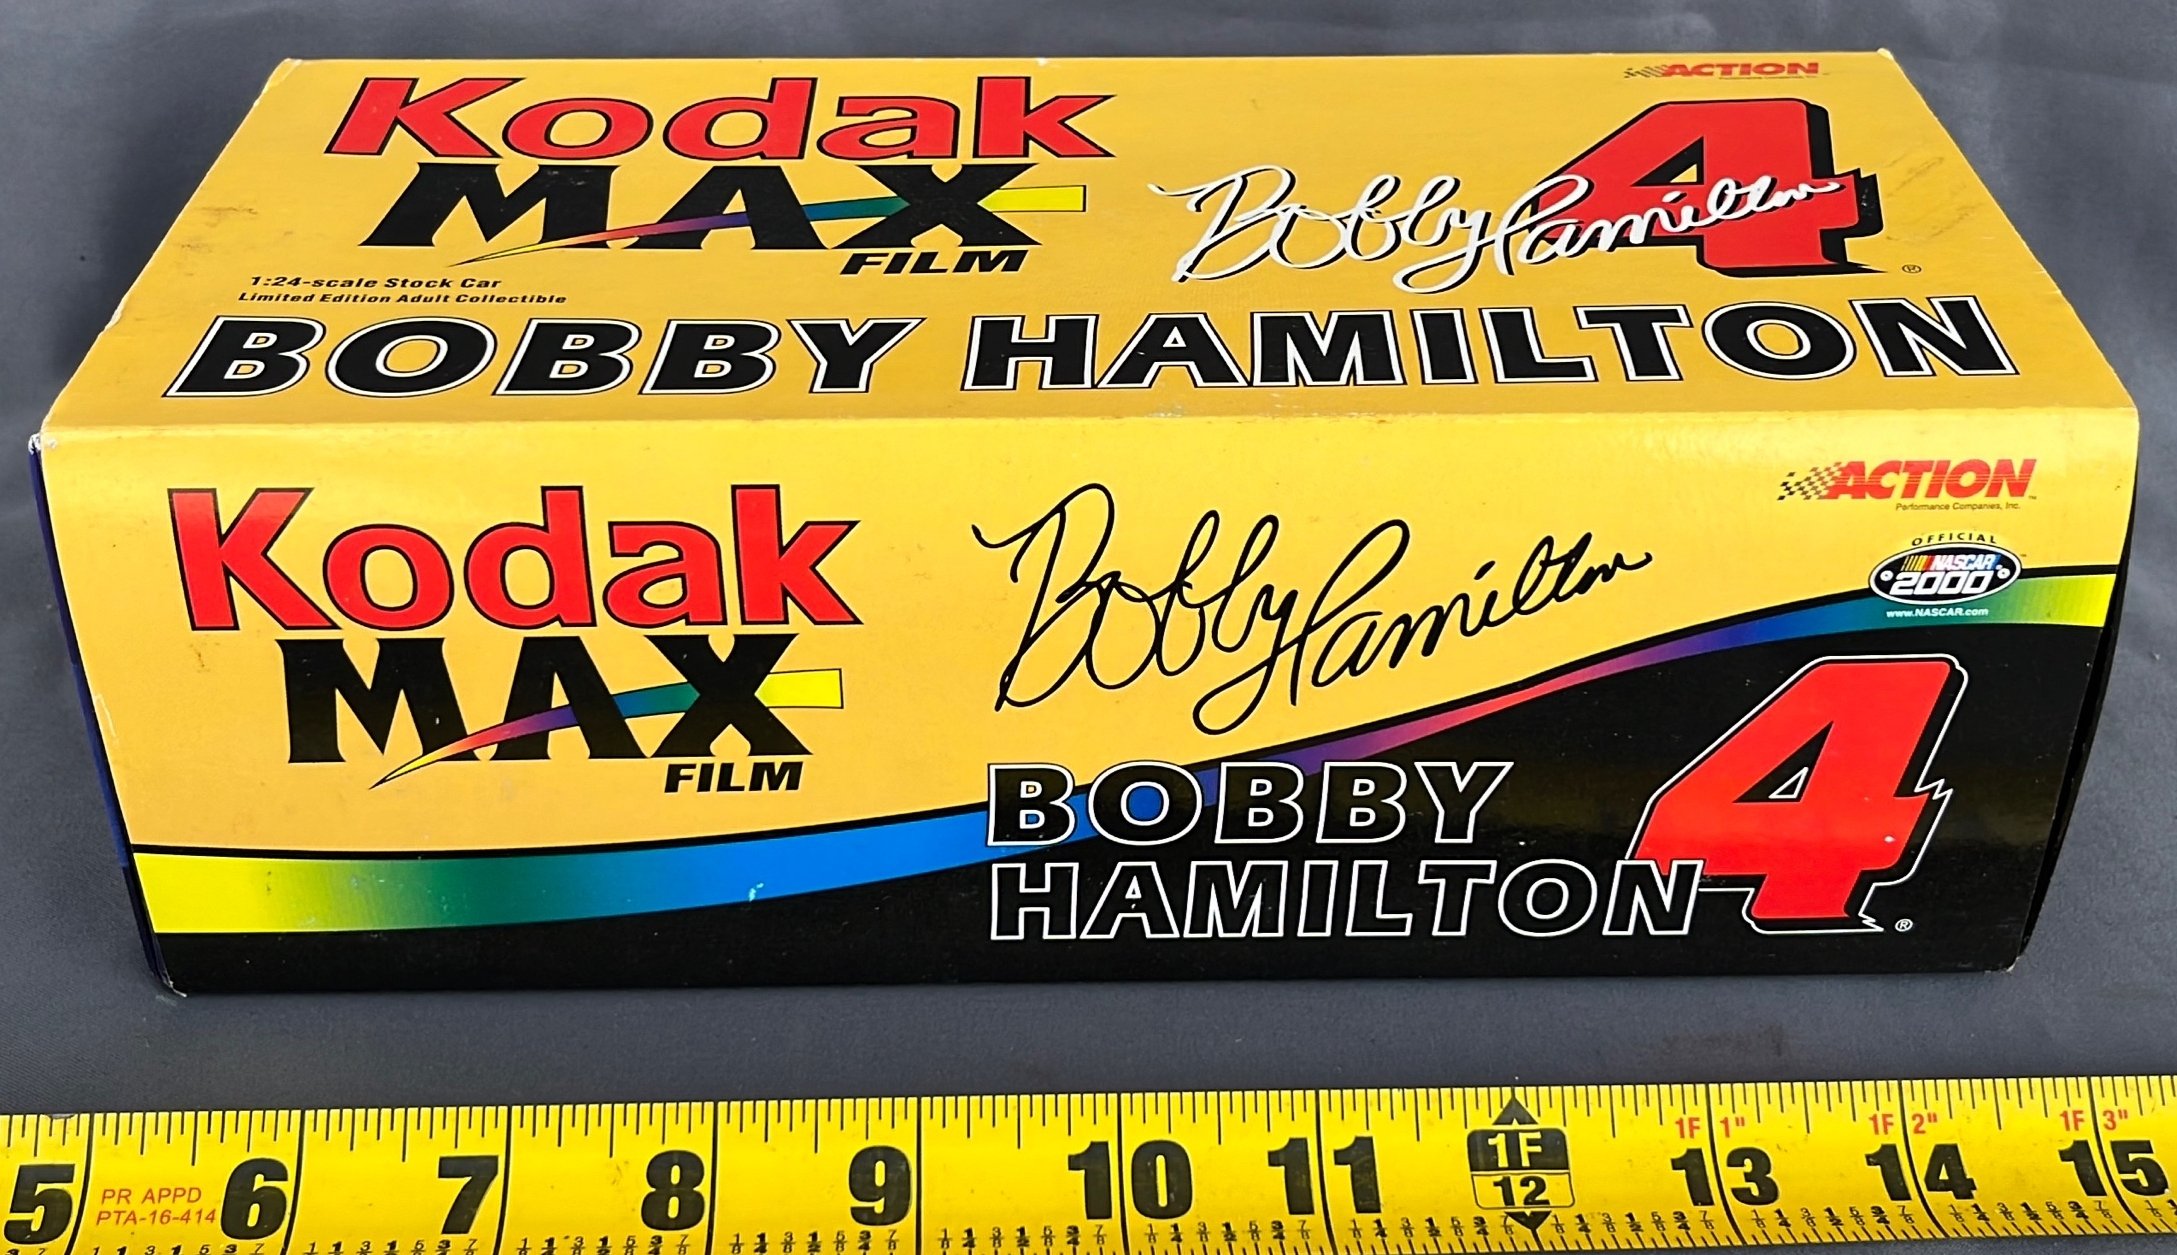 ACTION
Kodak
MAX
FILM
Bobby Hamilton
4
®
1:24-scale Stock Car
Limited Edition Adult Collectible
BOBBY HAMILTON
ACTION
Performance Companies, Inc.
Kodak
MAX
FILM
Bobby Hamilton
OFFICIAL
NASCAR
2000
www.NASCAR.com
BOBBY
HAMILTON
4
®
1F 1" 1F 2" 1F 3"
5 6 7 8 9 10 11 1F 12 13 14 15
PR APPD
PTA-16-414